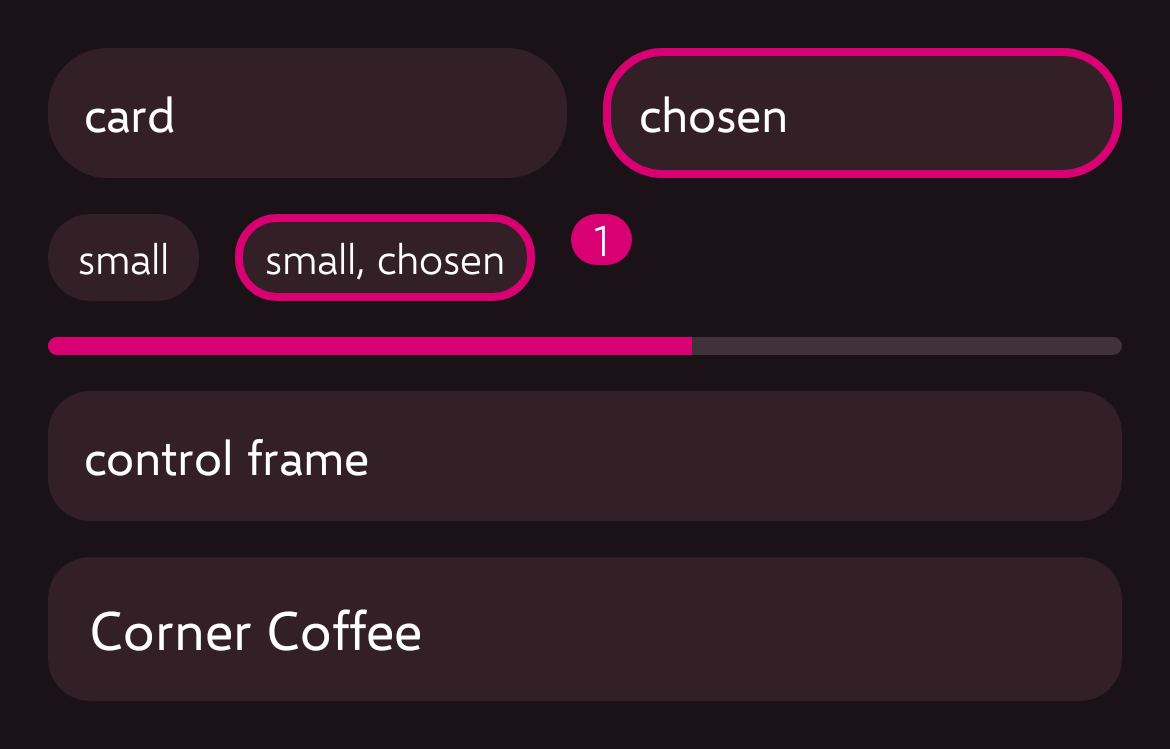 card
chosen
small
small, chosen
1
control frame
Corner Coffee